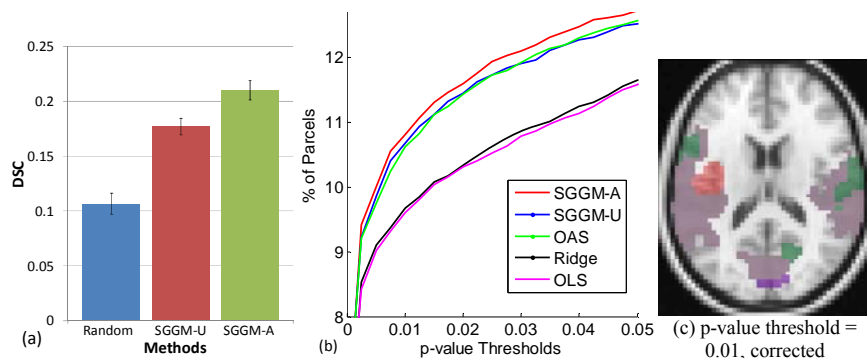 0.25
0.2
0.15
0.1
0.05
0
DSC
Random SGGM-U SGGM-A
Methods
(a)
12
11
10
9
8
% of Parcels
0 0.01 0.02 0.03 0.04 0.05
p-value Thresholds
(b)
SGGM-A
SGGM-U
OAS
Ridge
OLS
(c) p-value threshold =
0.01, corrected